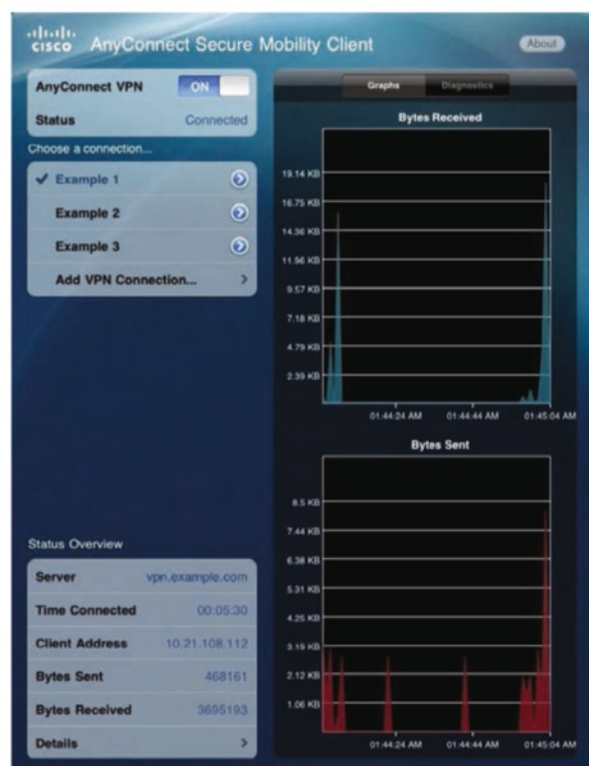 CISCO AnyConnect Secure Mobility Client
About
AnyConnect VPN ON
Status Connected
Choose a connection...
Example 1
Example 2
Example 3
Add VPN Connection...
Status Overview
Server vpn.example.com
Time Connected 00:05:30
Client Address 10.21.108.112
Bytes Sent 468161
Bytes Received 3695193
Details
Graphs Diagnostics
Bytes Received
19.14 KB
16.75 KB
14.36 KB
11.96 KB
9.57 KB
7.18 KB
4.79 KB
2.39 KB
01:44:24 AM 01:44:44 AM 01:45:04 AM
Bytes Sent
8.5 KB
7.44 KB
6.38 KB
5.31 KB
4.25 KB
3.19 KB
2.12 KB
1.06 KB
01:44:24 AM 01:44:44 AM 01:45:04 AM